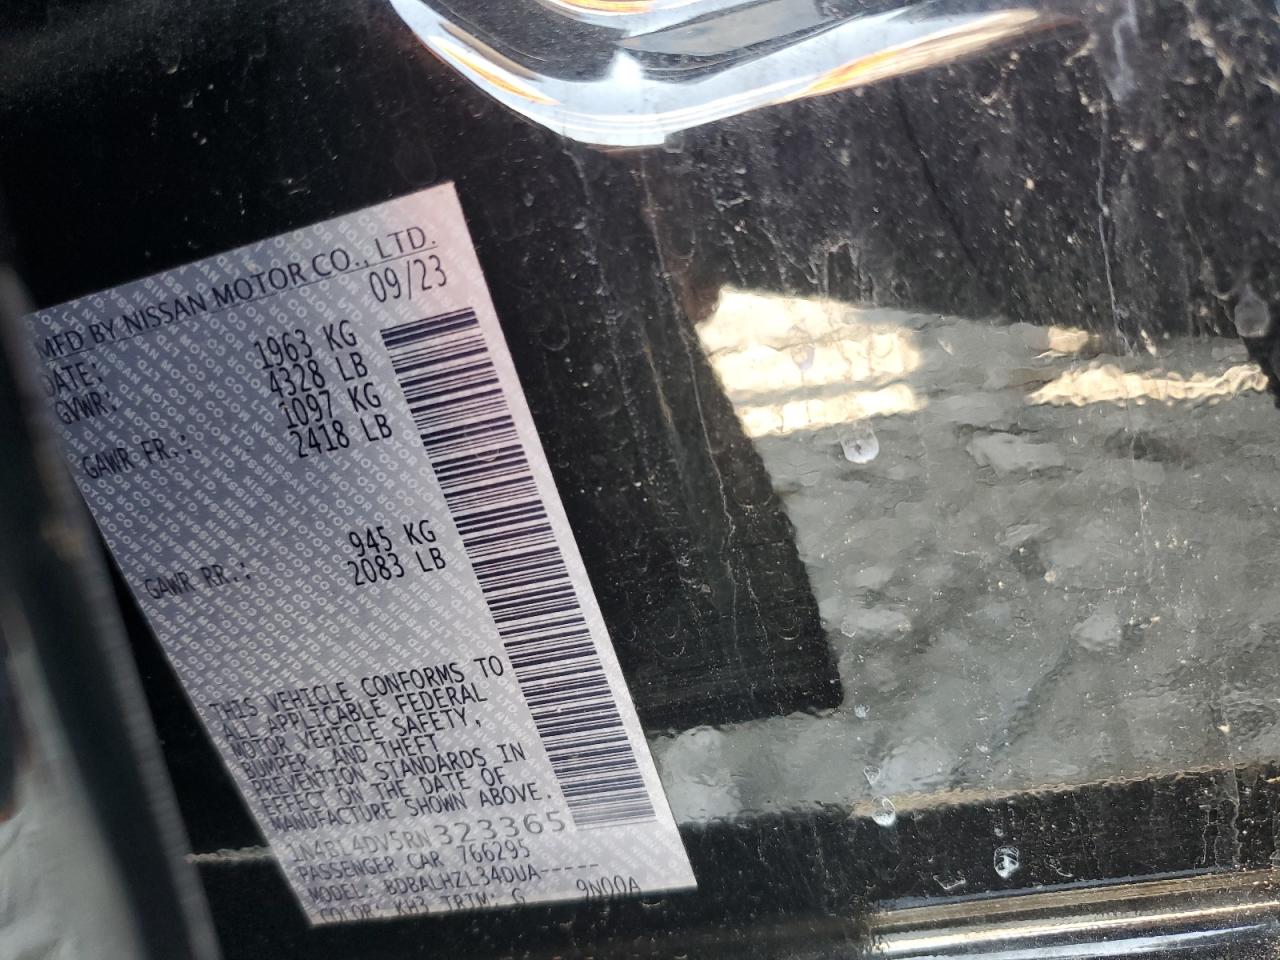 MFD BY NISSAN MOTOR CO., LTD.
DATE: 09/23
GVWR: 1963 KG
4328 LB
GAWR FR.: 1097 KG
2418 LB
GAWR RR.: 945 KG
2083 LB
THIS VEHICLE CONFORMS TO
ALL APPLICABLE FEDERAL
MOTOR VEHICLE SAFETY,
BUMPER, AND THEFT
PREVENTION STANDARDS IN
EFFECT ON THE DATE OF
MANUFACTURE SHOWN ABOVE.
1N4BL4DV5RN323365
PASSENGER CAR 766295
MODEL: BDBALHZL34DUA-----
COLOR: KH3 TRIM: G 9N00A